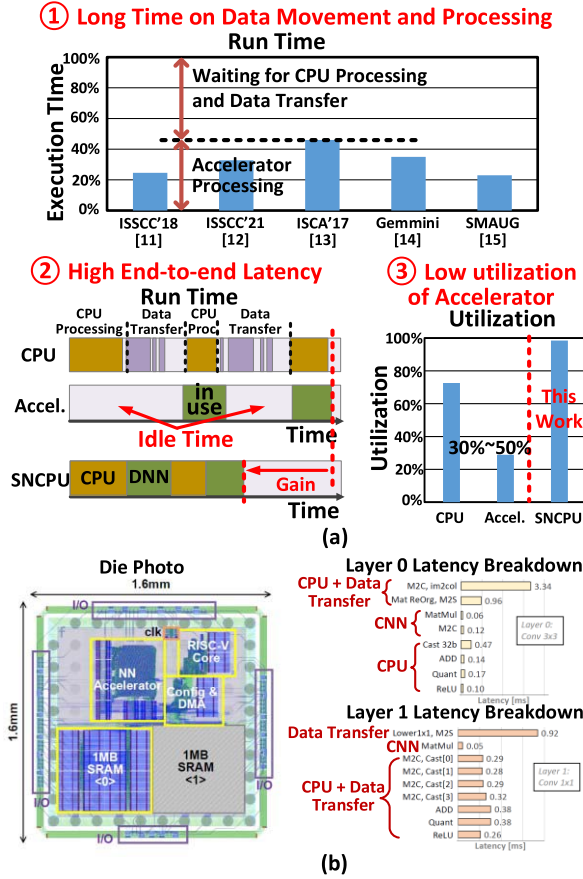 ① Long Time on Data Movement and Processing
Run Time
Execution Time
100%
80%
60%
40%
20%
0%
Waiting for CPU Processing
and Data Transfer
Accelerator
Processing
ISSCC'18
[11]
ISSCC'21
[12]
ISCA'17
[13]
Gemmini
[14]
SMAUG
[15]
② High End-to-end Latency
Run Time
CPU
Processing
Data
Transfer
CPU
Proc.
Data
Transfer
CPU
Accel.
in
use
Idle Time
Time
SNCPU
CPU
DNN
Gain
Time
③ Low utilization
of Accelerator
Utilization
Utilization
100%
80%
60%
40%
20%
0%
This
Work
30%~50%
CPU
Accel.
SNCPU
(a)
Die Photo
1.6mm
1.6mm
I/O
clk
RISC-V
Core
NN
Accelerator
Config &
DMA
I/O
I/O
1MB
SRAM
<0>
1MB
SRAM
<1>
I/O
Layer 0 Latency Breakdown
CPU + Data
Transfer
M2C, im2col 3.34
Mat ReOrg, M2S 0.96
CNN
MatMul 0.06
M2C 0.12
CPU
Cast 32b 0.47
ADD 0.14
Quant 0.17
ReLU 0.10
Layer 0:
Conv 3x3
Latency [ms]
Layer 1 Latency Breakdown
Data Transfer
Lower1x1, M2S 0.92
CNN
MatMul 0.05
CPU + Data
Transfer
M2C, Cast[0] 0.29
M2C, Cast[1] 0.28
M2C, Cast[2] 0.29
M2C, Cast[3] 0.32
ADD 0.38
Quant 0.38
ReLU 0.26
Layer 1:
Conv 1x1
Latency [ms]
(b)